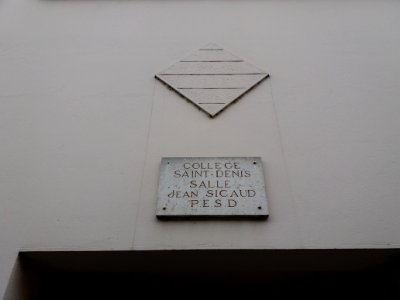 COLLEGE
SAINT-DENIS
SALLE
JEAN SICAUD
P.E.S.D